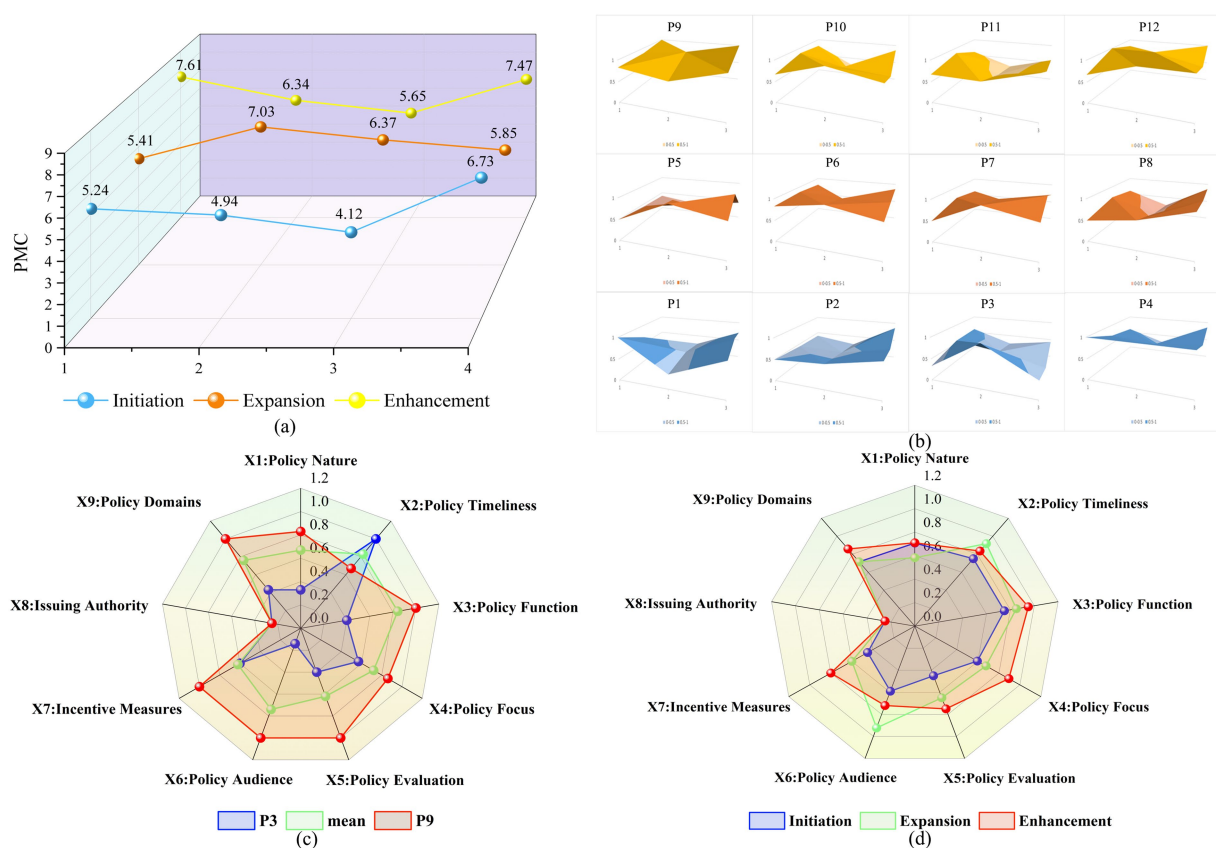 7.61
7.47
6.34
5.65
7.03
6.37
5.85
5.41
6.73
5.24
4.94
4.12
PMC
9
8
7
6
5
4
3
2
1
0
1 2 3 4
Initiation Expansion Enhancement
(a)
P9 P10 P11 P12
P5 P6 P7 P8
P1 P2 P3 P4
(b)
X1:Policy Nature
X2:Policy Timeliness
X3:Policy Function
X4:Policy Focus
X5:Policy Evaluation
X6:Policy Audience
X7:Incentive Measures
X8:Issuing Authority
X9:Policy Domains
1.2
1.0
0.8
0.6
0.4
0.2
0.0
P3 mean P9
(c)
X1:Policy Nature
X2:Policy Timeliness
X3:Policy Function
X4:Policy Focus
X5:Policy Evaluation
X6:Policy Audience
X7:Incentive Measures
X8:Issuing Authority
X9:Policy Domains
1.2
1.0
0.8
0.6
0.4
0.2
0.0
Initiation Expansion Enhancement
(d)